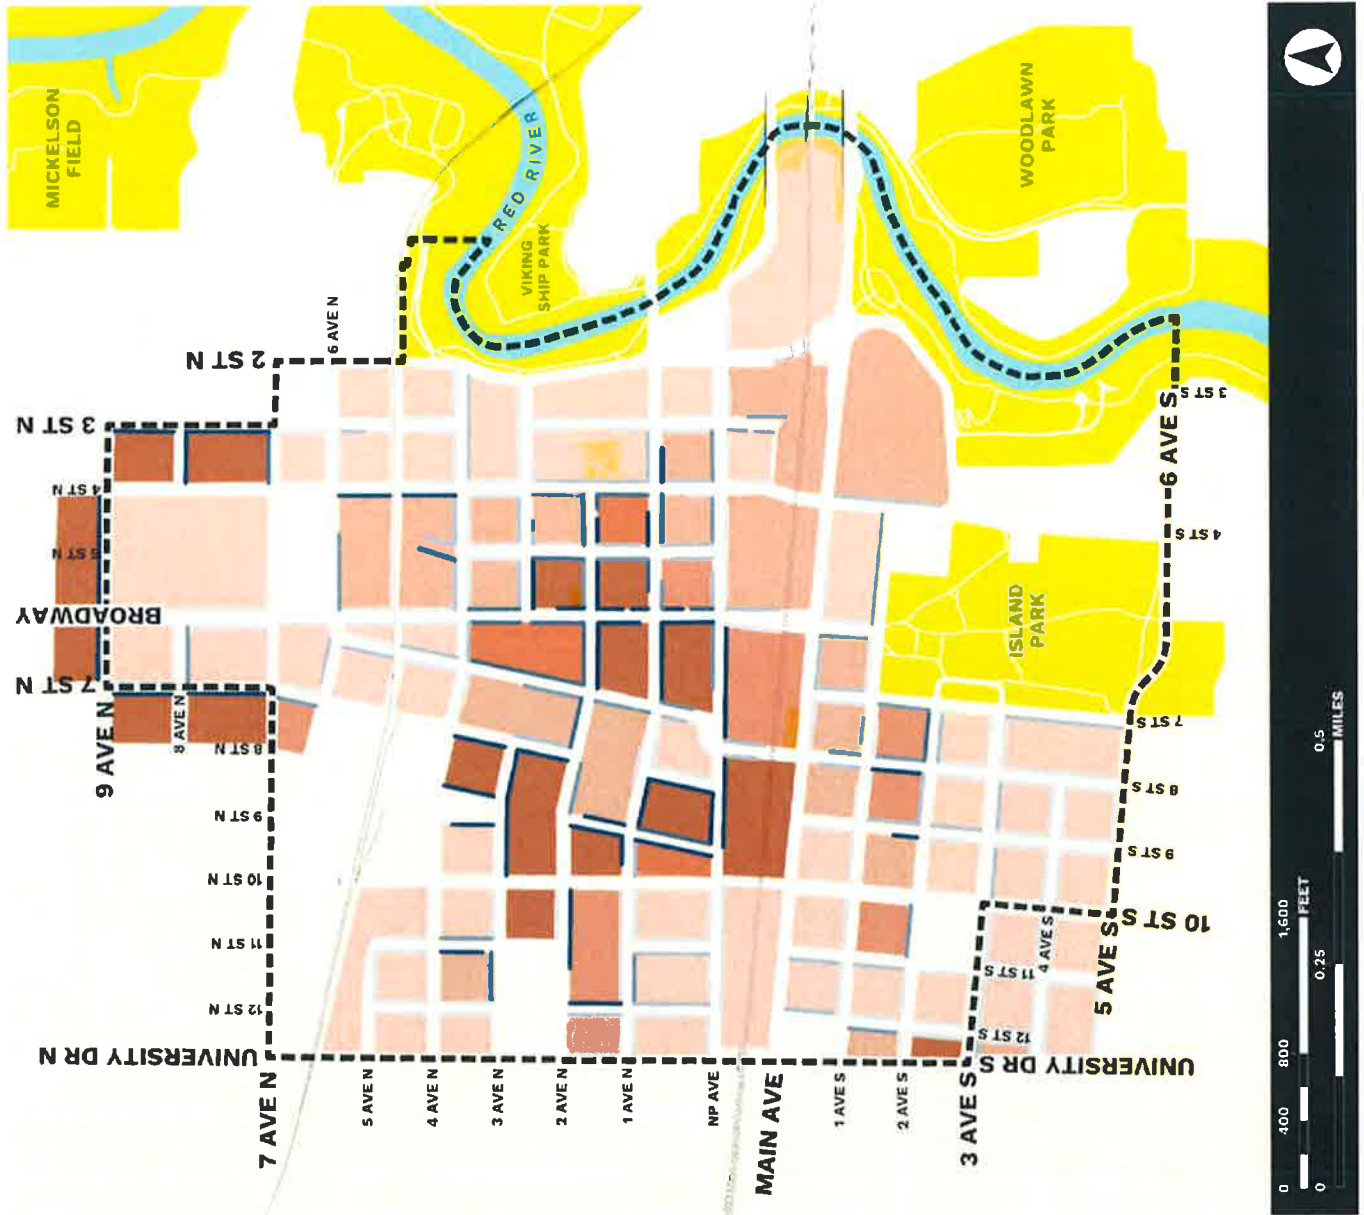 MICKELSON
FIELD
RED RIVER
VIKING
SHIP PARK
WOODLAWN
PARK
6 AVE N
2 ST N
3 ST N
4 ST N
5 ST N
BROADWAY
7 ST N
9 AVE N
8 AVE N
8 ST N
9 ST N
10 ST N
11 ST N
12 ST N
UNIVERSITY DR N
7 AVE N
5 AVE N
4 AVE N
3 AVE N
2 AVE N
1 AVE N
NP AVE
MAIN AVE
1 AVE S
2 AVE S
3 AVE S
UNIVERSITY DR S
12 ST S
11 ST S
4 AVE S
5 AVE S
10 ST S
9 ST S
8 ST S
7 ST S
ISLAND
PARK
4 ST S
6 AVE S
3 ST S
0 400 800 1,600
FEET
0 0.25 0.5
MILES